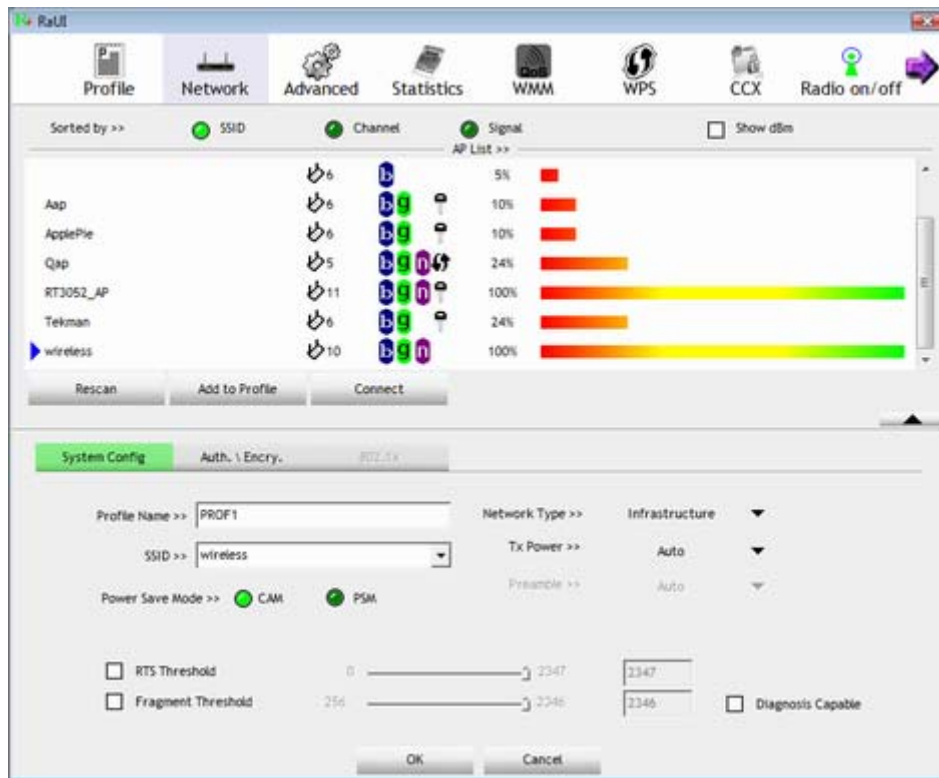 RaUI
Profile Network Advanced Statistics WMM WPS CCX Radio on/off
QoS
Sorted by >> SSID Channel Signal Show dBm
AP List >>
6 b 5%
Aap 6 b g 10%
ApplePie 6 b g 10%
Qap 5 b g n 24%
RT3052_AP 11 b g n 100%
Tekman 6 b g 24%
wireless 10 b g n 100%
Rescan Add to Profile Connect
System Config Auth. \ Encry. 802.1x
Profile Name >> PROF1 Network Type >> Infrastructure
SSID >> wireless Tx Power >> Auto
Preamble >> Auto
Power Save Mode >> CAM PSM
RTS Threshold 0 2347 2347
Fragment Threshold 256 2346 2346 Diagnosis Capable
OK Cancel